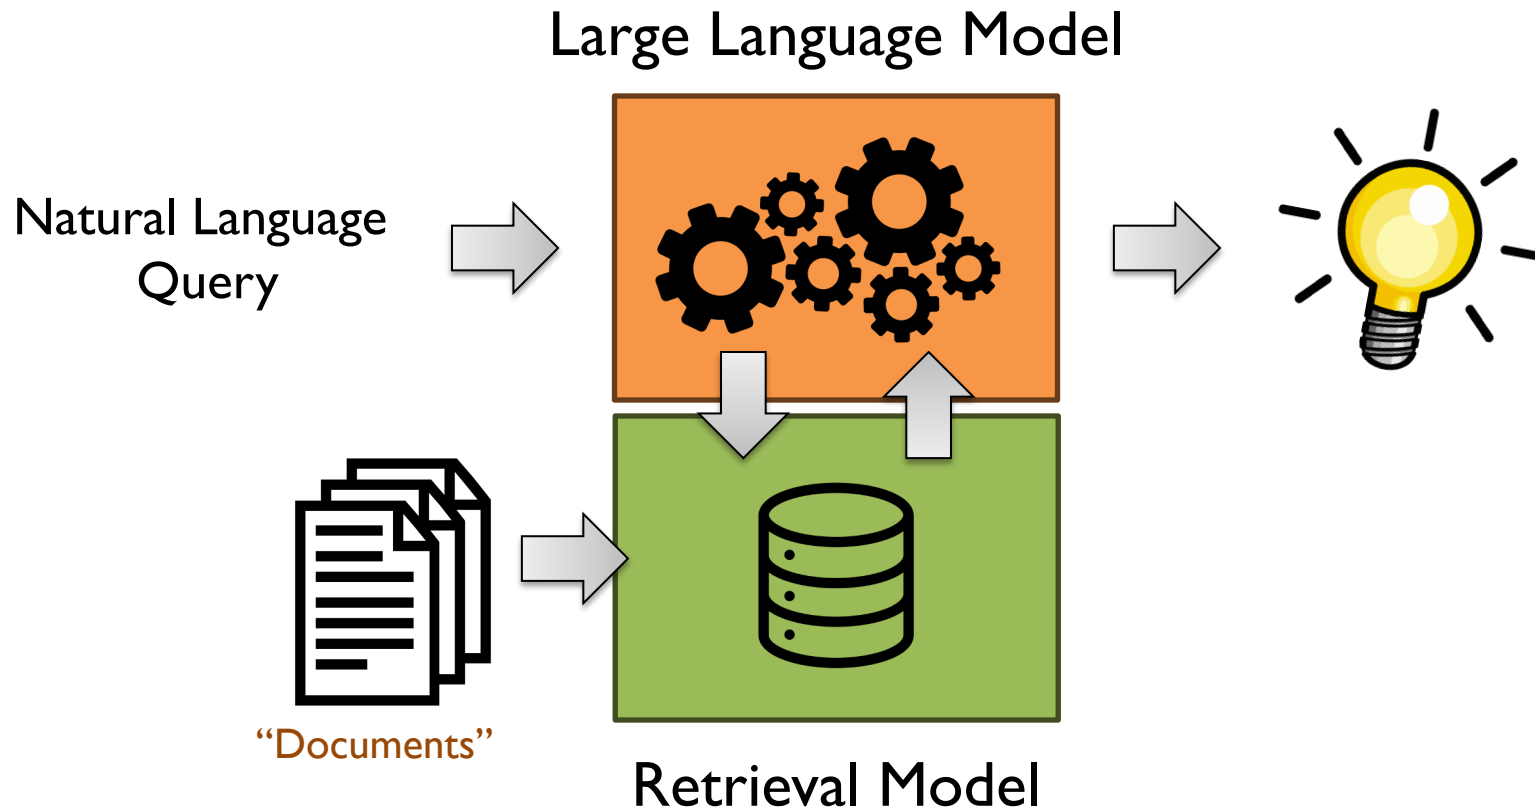 Large Language Model
Natural Language
Query
“Documents”
Retrieval Model